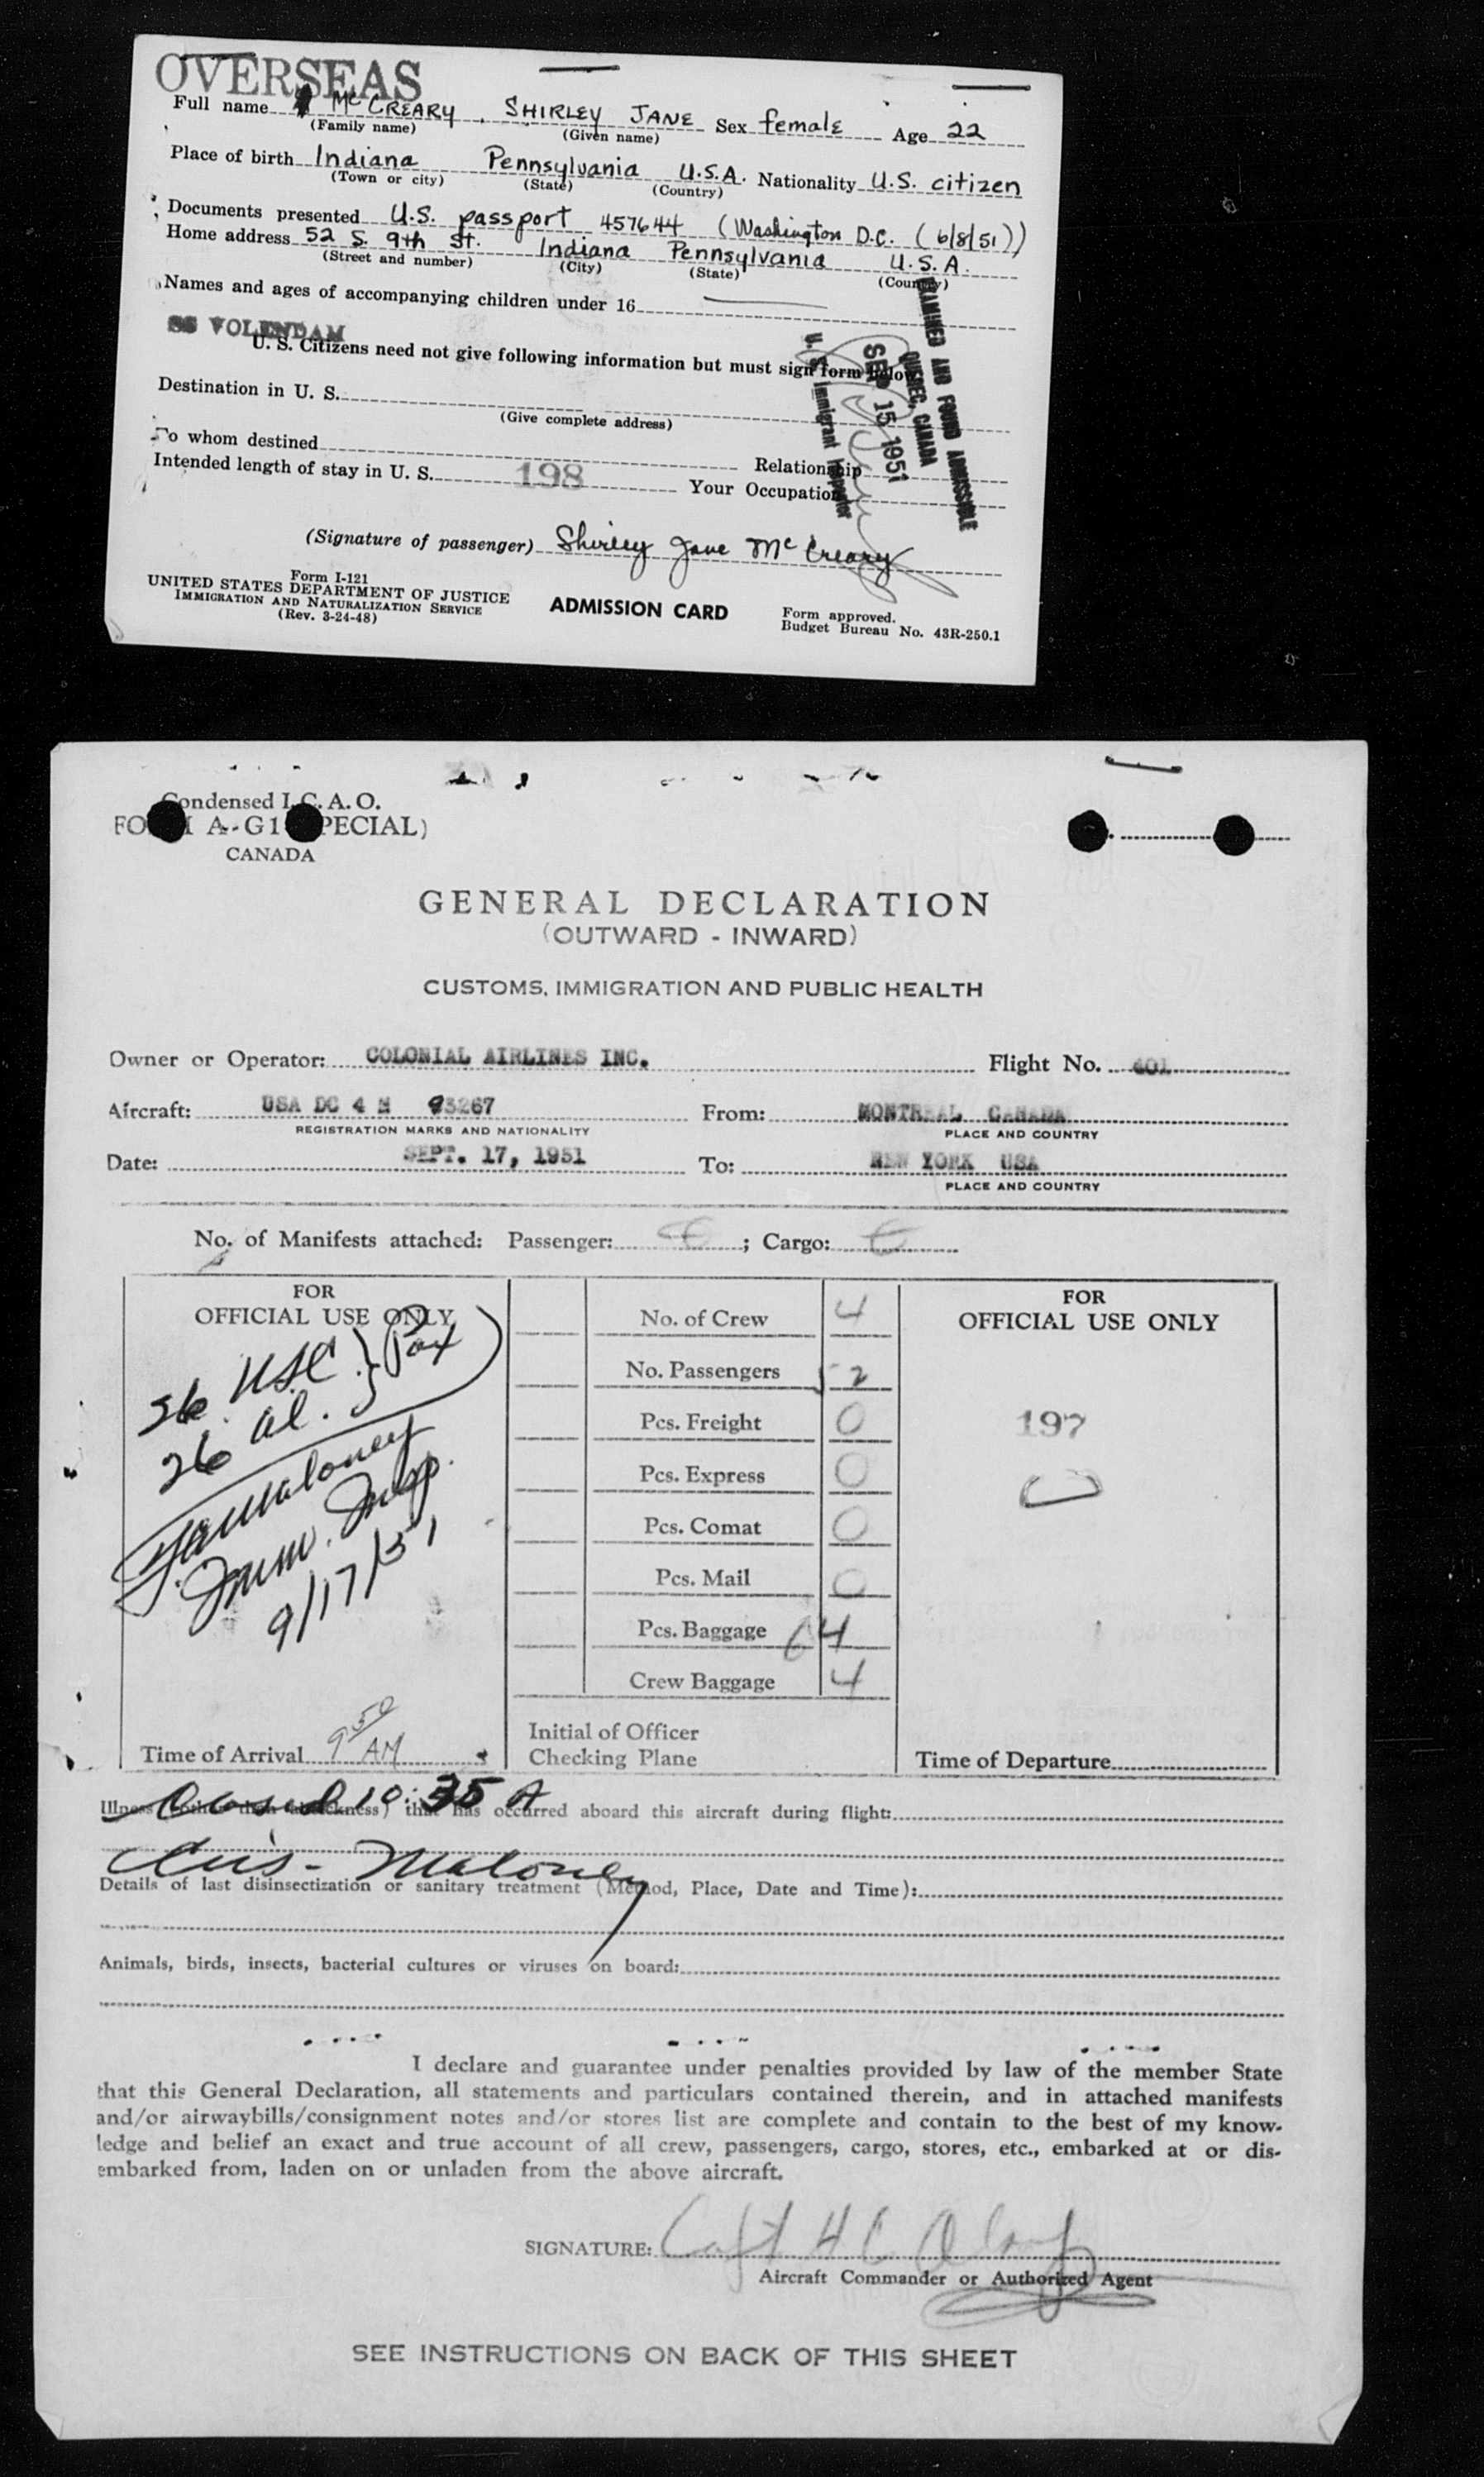 OVERSEAS
Full name McCREARY, SHIRLEY JANE Sex female Age 22
(Family name) (Given name)
Place of birth Indiana Pennsylvania U.S.A. Nationality U.S. citizen
(Town or city) (State) (Country)
Documents presented U.S. passport 457644 (Washington D.C. (6/8/51))
Home address 52 S. 9th St. Indiana Pennsylvania U.S.A.
(Street and number) (City) (State) (Country)
Names and ages of accompanying children under 16
SS VOLENDAM
U. S. Citizens need not give following information but must sign form below
Destination in U. S.
(Give complete address)
To whom destined Relationship
Intended length of stay in U. S. 198 Your Occupation
EXAMINED AND FOUND ADMISSIBLE
QUEBEC, CANADA
SEP 15 1951
U. S. Immigrant Inspector
(Signature of passenger) Shirley Jane McCreary
Form I-121
UNITED STATES DEPARTMENT OF JUSTICE
IMMIGRATION AND NATURALIZATION SERVICE
(Rev. 3-24-48)
ADMISSION CARD
Form approved.
Budget Bureau No. 43R-250.1
Condensed I.C.A.O.
FORM A-G1 (SPECIAL)
CANADA
GENERAL DECLARATION
(OUTWARD - INWARD)
CUSTOMS, IMMIGRATION AND PUBLIC HEALTH
Owner or Operator: COLONIAL AIRLINES INC. Flight No. 401
Aircraft: USA DC 4 N 93267 From: MONTREAL CANADA
REGISTRATION MARKS AND NATIONALITY PLACE AND COUNTRY
Date: SEPT. 17, 1951 To: NEW YORK USA
PLACE AND COUNTRY
No. of Manifests attached: Passenger: ; Cargo:
FOR
OFFICIAL USE ONLY
26 USC } Pax
26 al.
Maloney
Imm. Insp.
9/17/51
Time of Arrival 9 50 AM
No. of Crew 4
No. Passengers 52
Pcs. Freight 0
Pcs. Express 0
Pcs. Comat 0
Pcs. Mail 0
Pcs. Baggage 64
Crew Baggage 4
Initial of Officer
Checking Plane
FOR
OFFICIAL USE ONLY
197
Time of Departure
Closed 10:35 A
Illness (other than airsickness) that has occurred aboard this aircraft during flight:
Maloney
Details of last disinsectization or sanitary treatment (Method, Place, Date and Time):
Animals, birds, insects, bacterial cultures or viruses on board:
I declare and guarantee under penalties provided by law of the member State
that this General Declaration, all statements and particulars contained therein, and in attached manifests
and/or airwaybills/consignment notes and/or stores list are complete and contain to the best of my know-
ledge and belief an exact and true account of all crew, passengers, cargo, stores, etc., embarked at or dis-
embarked from, laden on or unladen from the above aircraft.
SIGNATURE: Capt H C
Aircraft Commander or Authorized Agent
SEE INSTRUCTIONS ON BACK OF THIS SHEET